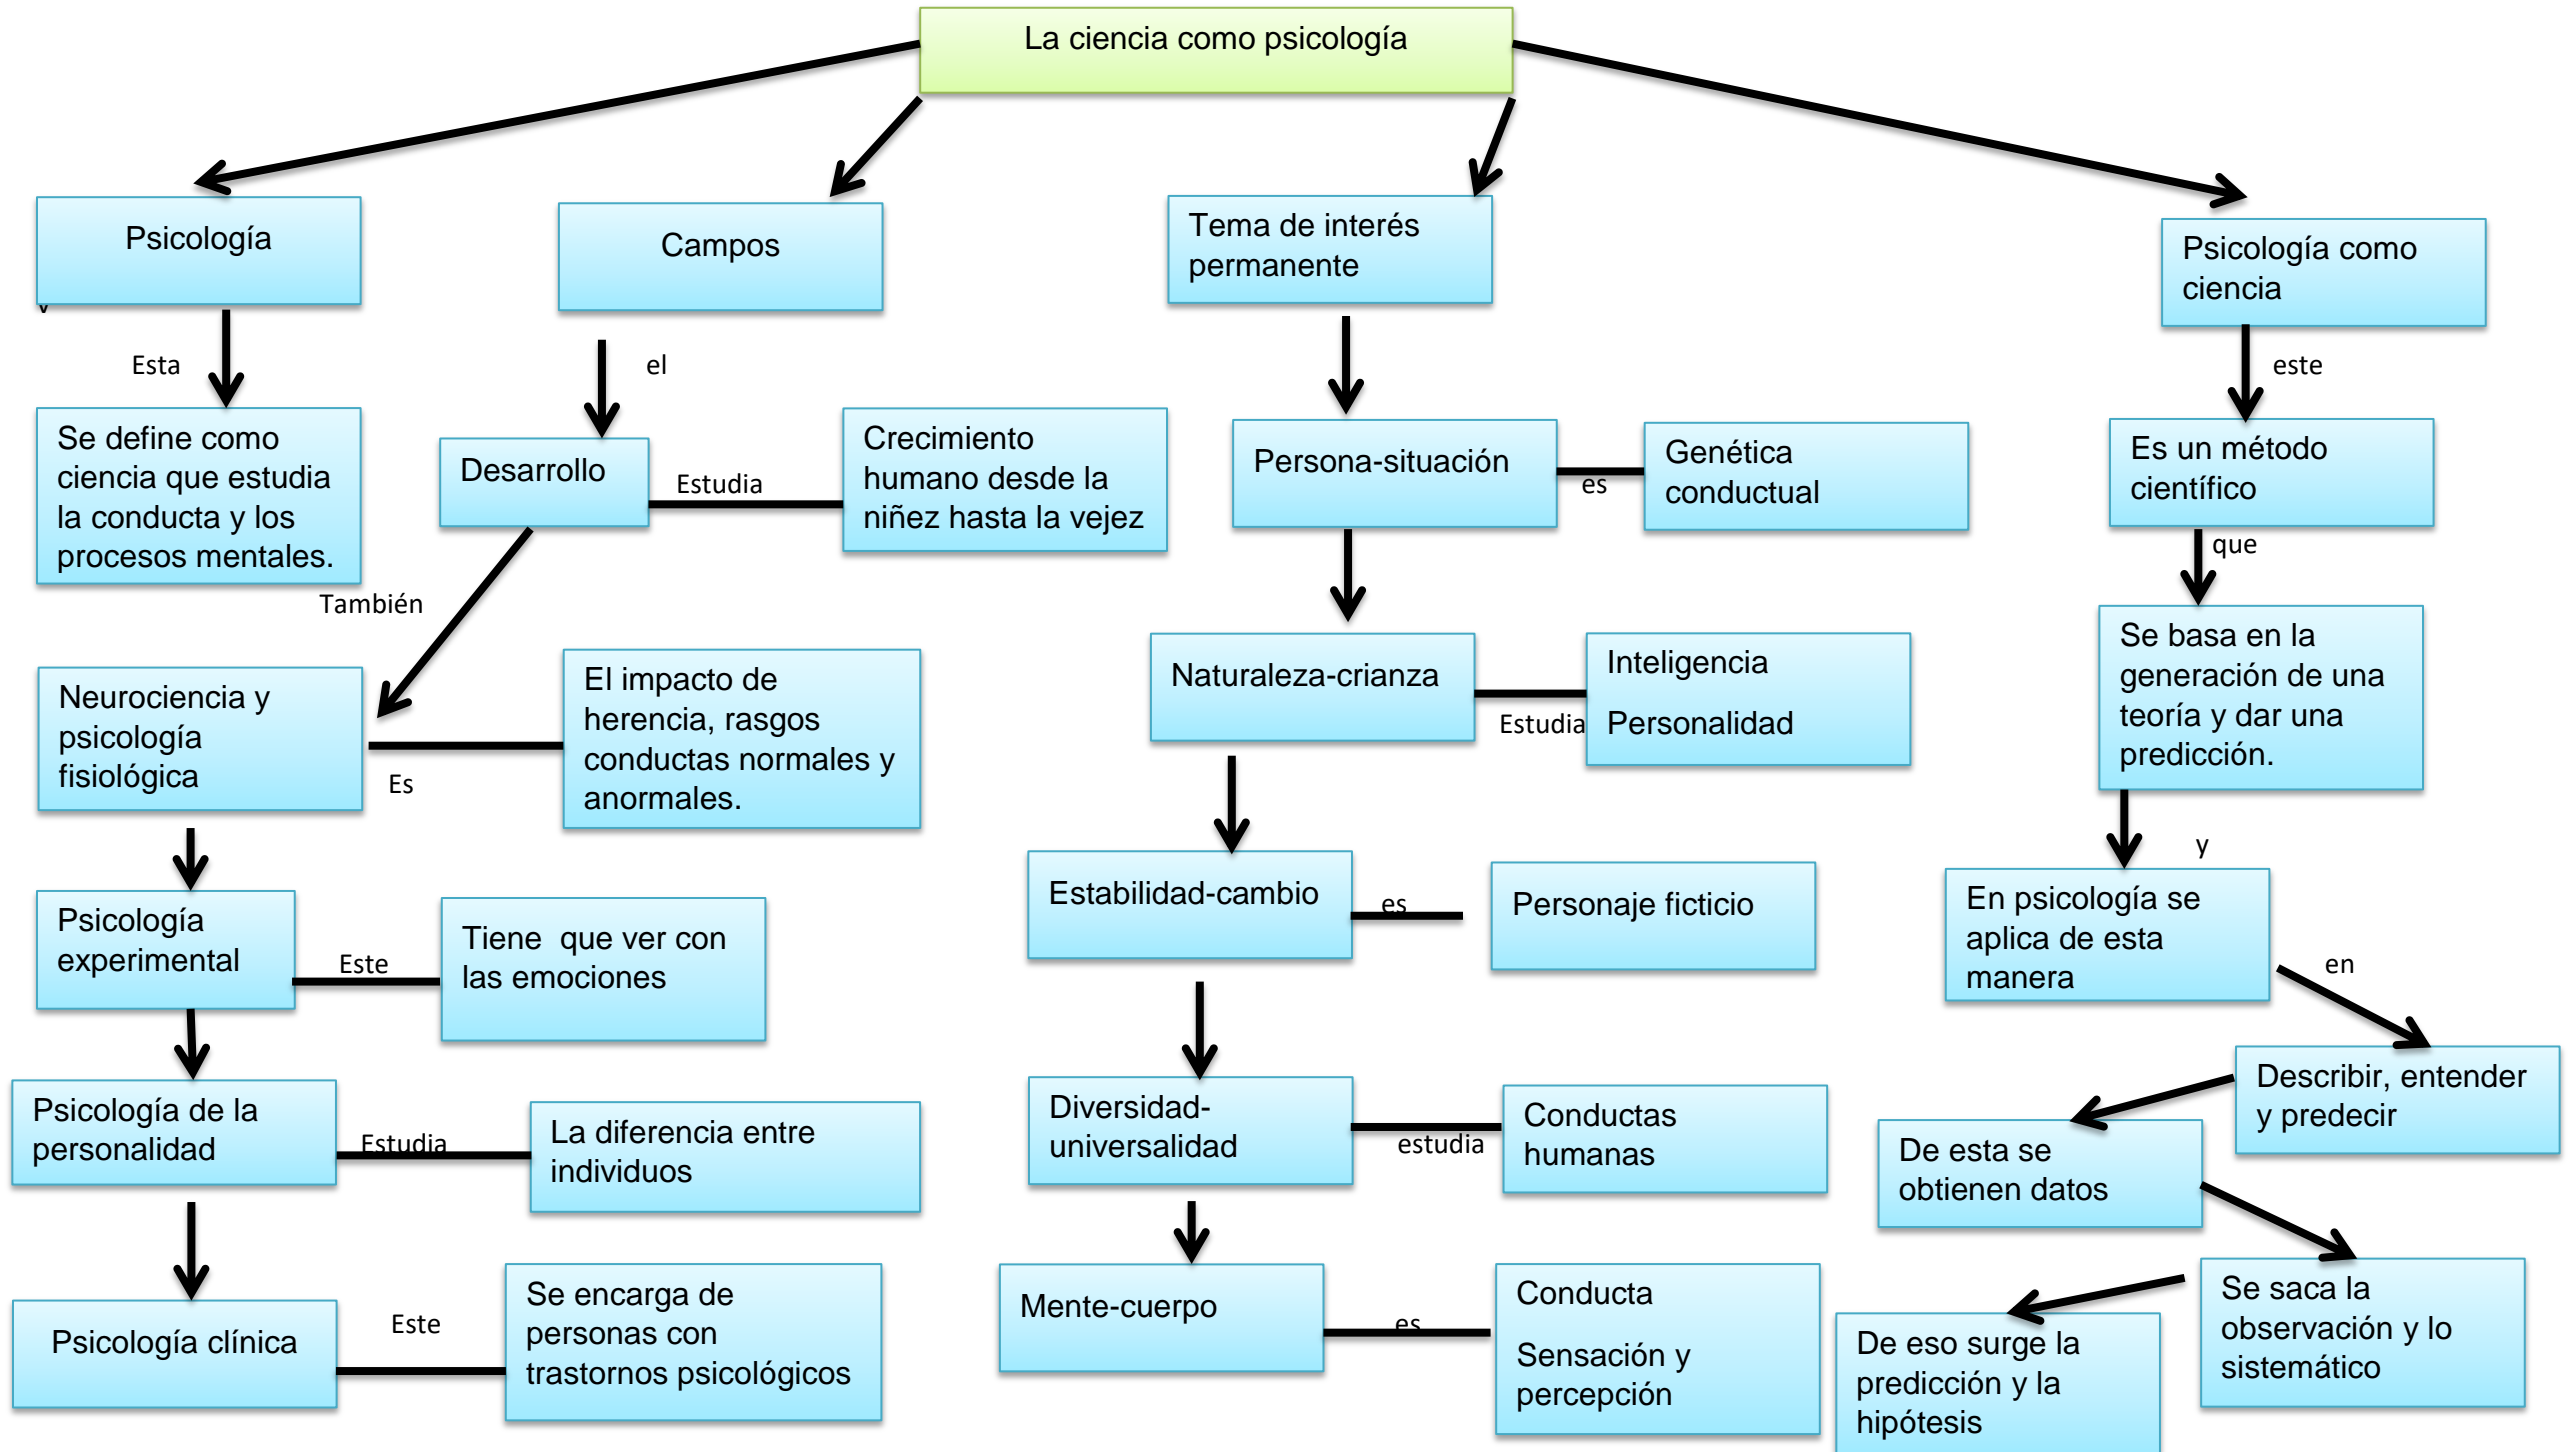 La ciencia como psicología
Psicología
Esta
Se define como
ciencia que estudia
la conducta y los
procesos mentales.
Campos
el
Desarrollo
Estudia
Crecimiento
humano desde la
niñez hasta la vejez
También
Neurociencia y
psicología
fisiológica
Es
El impacto de
herencia, rasgos
conductas normales y
anormales.
Psicología
experimental
Este
Tiene  que ver con
las emociones
Psicología de la
personalidad
Estudia
La diferencia entre
individuos
Psicología clínica
Este
Se encarga de
personas con
trastornos psicológicos
Tema de interés
permanente
Persona-situación
es
Genética
conductual
Naturaleza-crianza
Estudia
Inteligencia
Personalidad
Estabilidad-cambio
es
Personaje ficticio
Diversidad-
universalidad
estudia
Conductas
humanas
Mente-cuerpo
es
Conducta
Sensación y
percepción
Psicología como
ciencia
este
Es un método
científico
que
Se basa en la
generación de una
teoría y dar una
predicción.
y
En psicología se
aplica de esta
manera
en
Describir, entender
y predecir
De esta se
obtienen datos
Se saca la
observación y lo
sistemático
De eso surge la
predicción y la
hipótesis